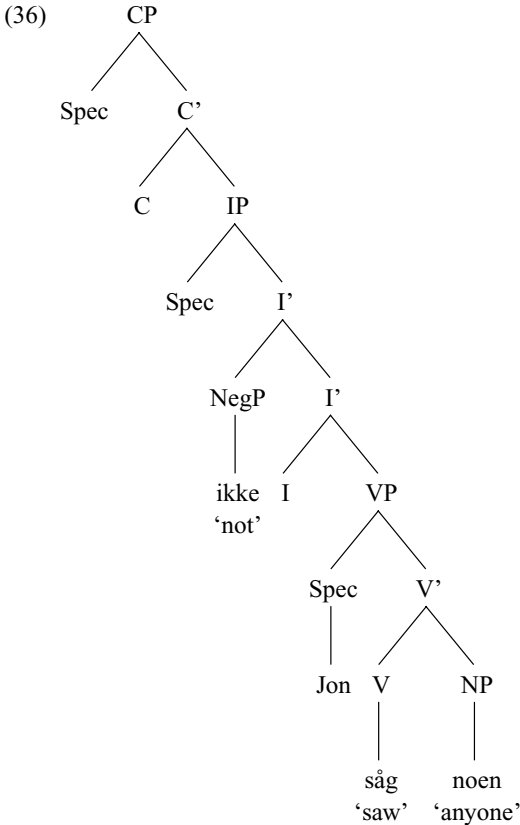 (36) CP
Spec C’
C IP
Spec I’
NegP I’
ikke I VP
‘not’
Spec V’
Jon V NP
såg noen
‘saw’ ‘anyone’